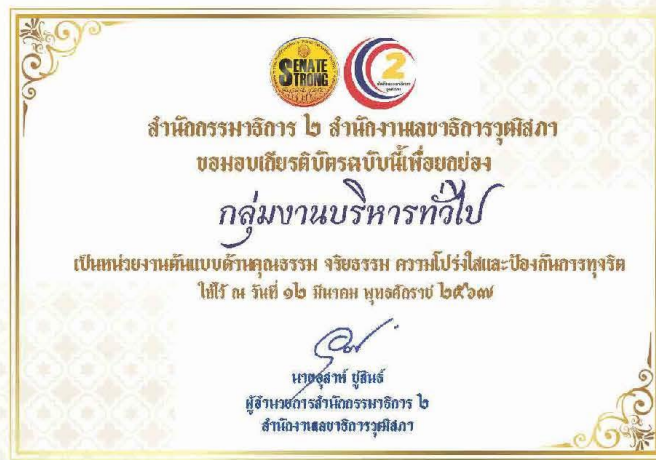 SENATE
STRONG
2
สำนักกรรมาธิการ ๒ สำนักงานเลขาธิการวุฒิสภา
ขอมอบเกียรติบัตรฉบับนี้เพื่อยกย่อง
กลุ่มงานบริหารทั่วไป
เป็นหน่วยงานต้นแบบด้านคุณธรรม จริยธรรม ความโปร่งใสและป้องกันการทุจริต
ให้ไว้ ณ วันที่ ๑๒ มีนาคม พุทธศักราช ๒๕๖๗
นายอุสาห์ ชูสินธ์
ผู้อำนวยการสำนักกรรมาธิการ ๒
สำนักงานเลขาธิการวุฒิสภา